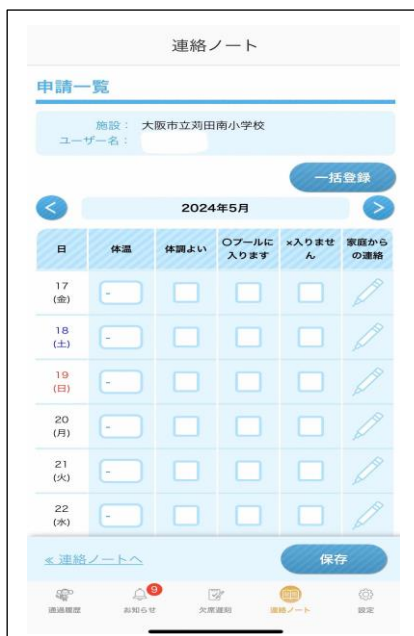 連絡ノート
申請一覧
施設： 大阪市立苅田南小学校
ユーザー名：
一括登録
< 2024年5月 >
日 体温 体調よい 〇プールに入ります ×入りません 家庭からの連絡
17 (金) -
18 (土) -
19 (日) -
20 (月) -
21 (火) -
22 (水) -
≪ 連絡ノートへ 保存
9
通過履歴 お知らせ 欠席遅刻 連絡ノート 設定